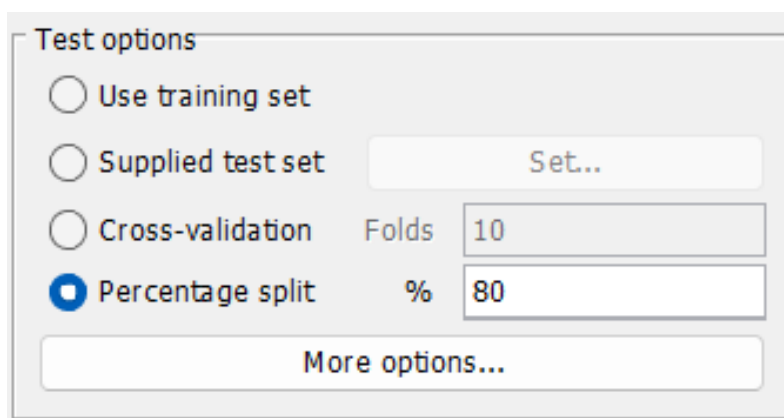 Test options
Use training set
Supplied test set Set...
Cross-validation Folds 10
Percentage split % 80
More options...